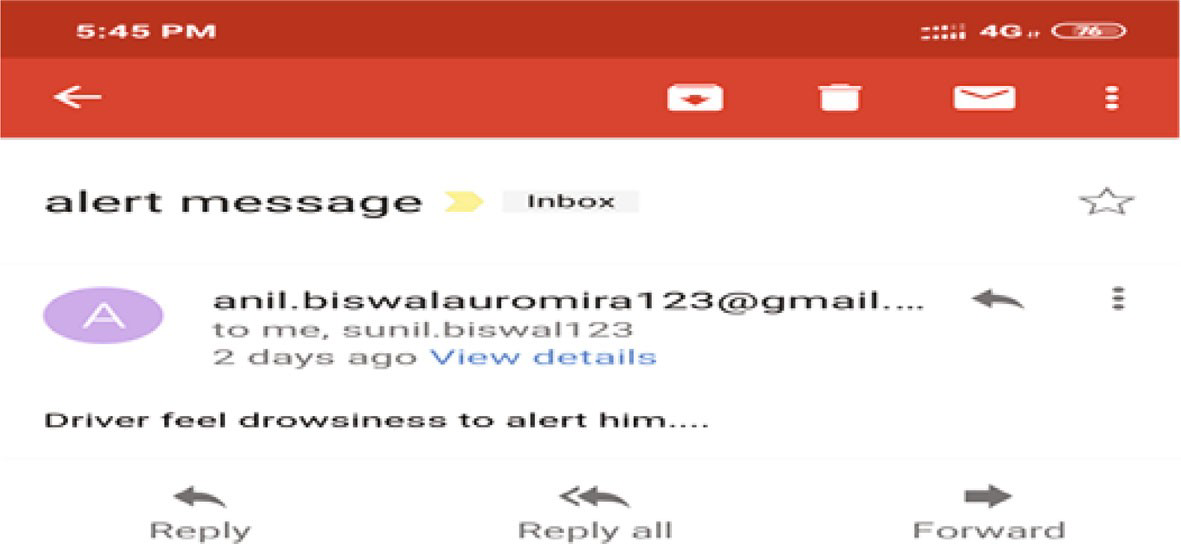 5:45 PM 4G 76
alert message Inbox
A
anil.biswalauromira123@gmail....
to me, sunil.biswal123
2 days ago View details
Driver feel drowsiness to alert him....
Reply Reply all Forward